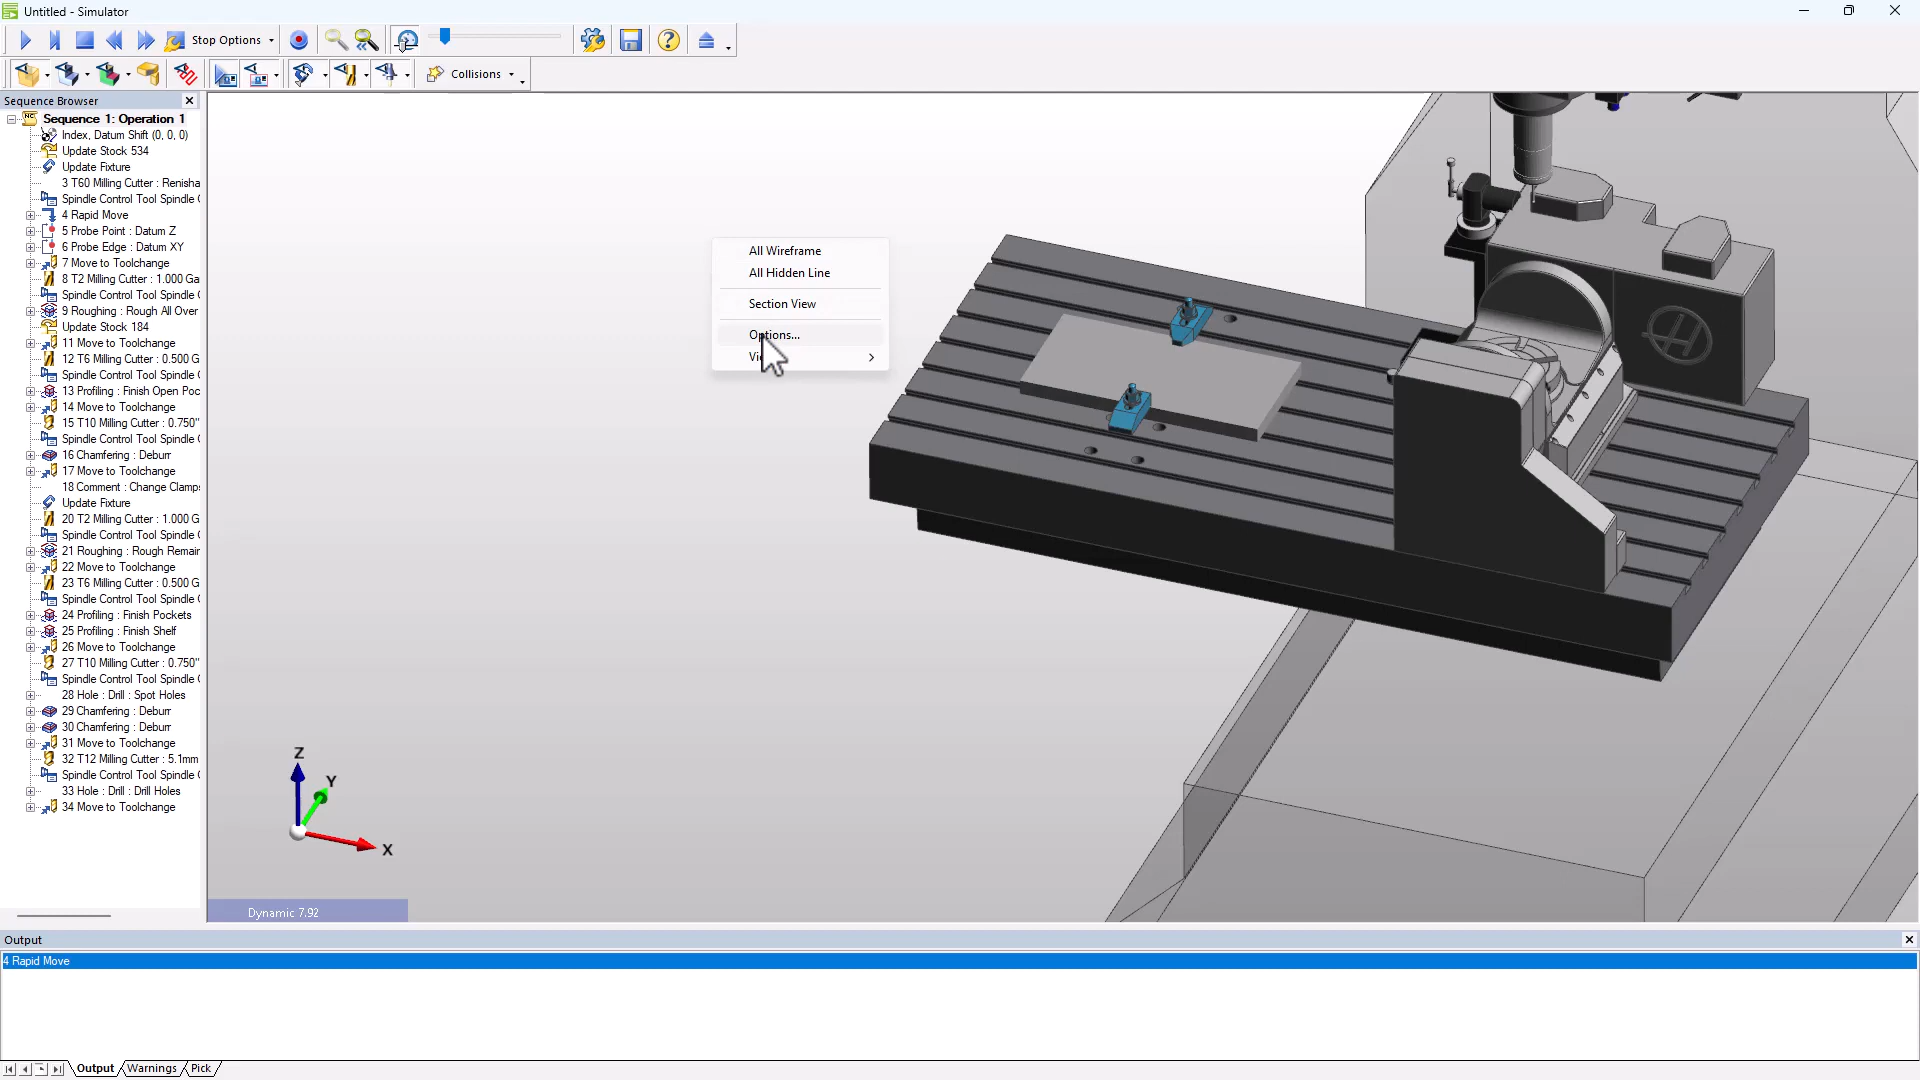 Untitled - Simulator
Stop Options
Collisions
Sequence Browser
Sequence 1: Operation 1
Index, Datum Shift (0, 0, 0)
Update Stock 534
Update Fixture
3 T60 Milling Cutter : Renisha
Spindle Control Tool Spindle (
4 Rapid Move
5 Probe Point : Datum Z
6 Probe Edge : Datum XY
7 Move to Toolchange
8 T2 Milling Cutter : 1.000 Ga
Spindle Control Tool Spindle (
9 Roughing : Rough All Over
Update Stock 184
11 Move to Toolchange
12 T6 Milling Cutter : 0.500 G
Spindle Control Tool Spindle (
13 Profiling : Finish Open Poc
14 Move to Toolchange
15 T10 Milling Cutter : 0.750"
Spindle Control Tool Spindle (
16 Chamfering : Deburr
17 Move to Toolchange
18 Comment : Change Clamps
Update Fixture
20 T2 Milling Cutter : 1.000 G
Spindle Control Tool Spindle (
21 Roughing : Rough Remair
22 Move to Toolchange
23 T6 Milling Cutter : 0.500 G
Spindle Control Tool Spindle (
24 Profiling : Finish Pockets
25 Profiling : Finish Shelf
26 Move to Toolchange
27 T10 Milling Cutter : 0.750"
Spindle Control Tool Spindle (
28 Hole : Drill : Spot Holes
29 Chamfering : Deburr
30 Chamfering : Deburr
31 Move to Toolchange
32 T12 Milling Cutter : 5.1mm
Spindle Control Tool Spindle (
33 Hole : Drill : Drill Holes
34 Move to Toolchange
All Wireframe
All Hidden Line
Section View
Options...
Z
Y
X
Dynamic 7.92
Output
4 Rapid Move
Output
Warnings
Pick